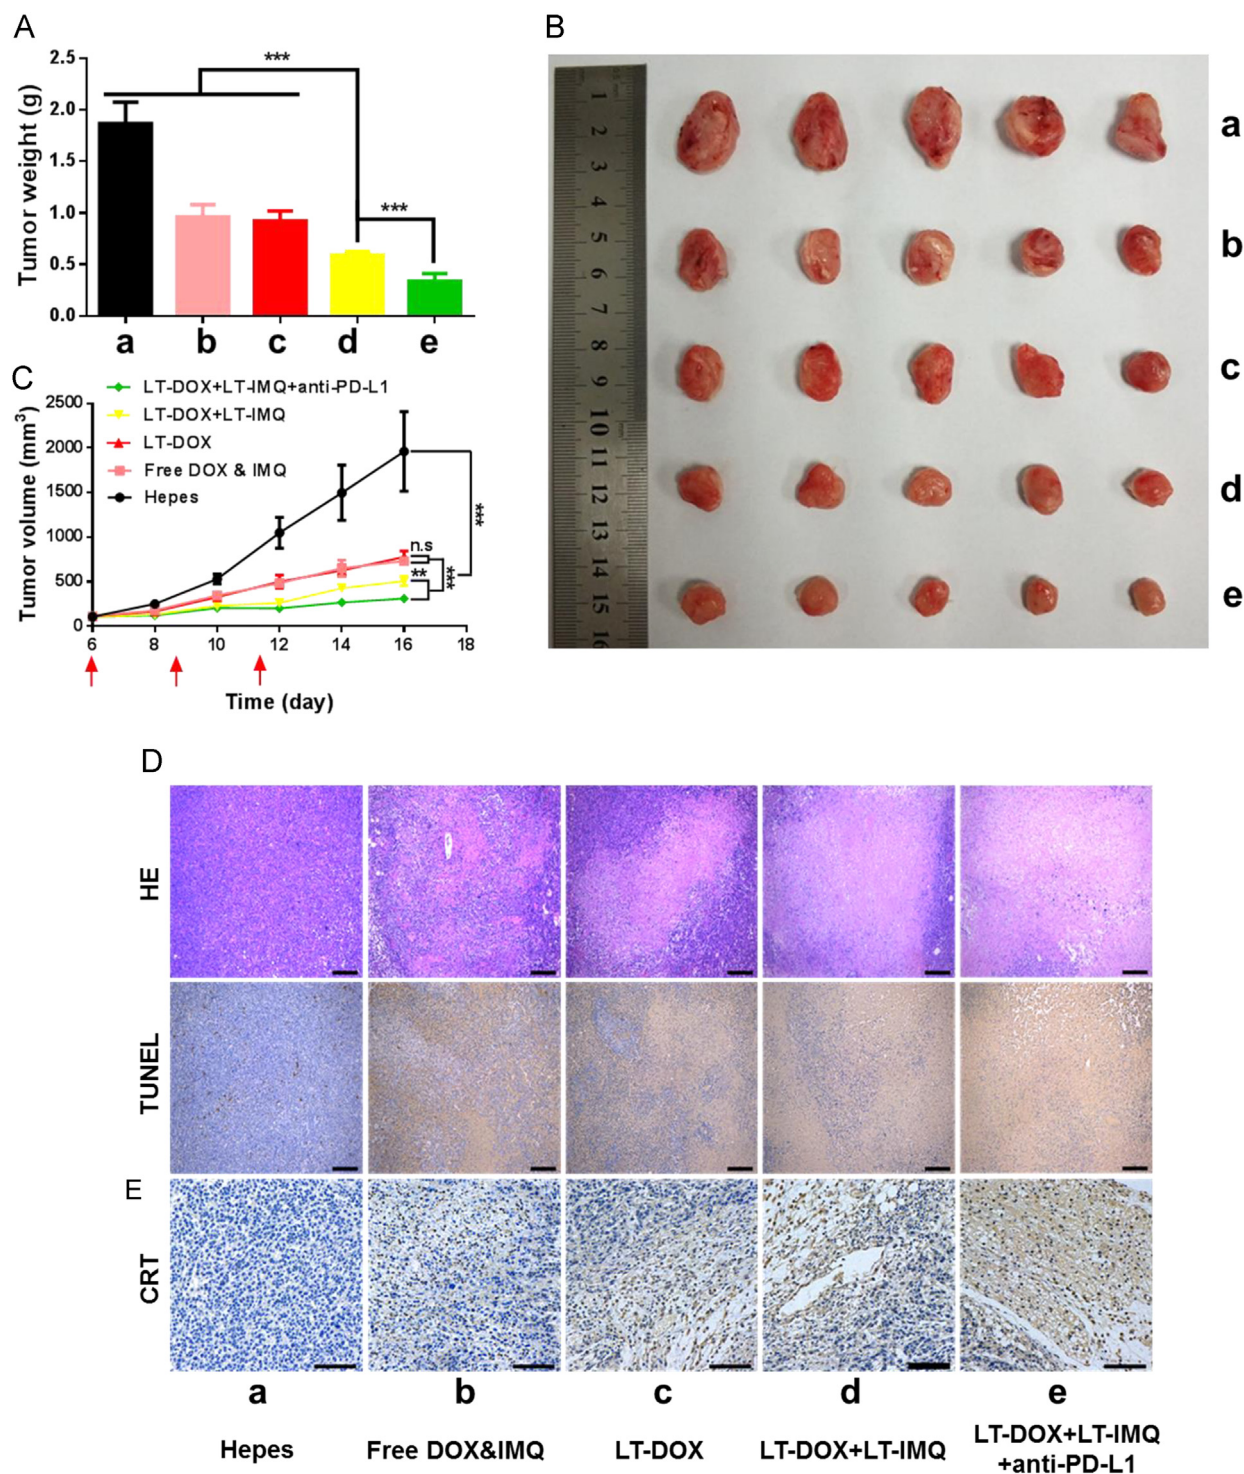 A
Tumor weight (g)
2.5
2.0
1.5
1.0
0.5
0.0
***
***
a b c d e
B
1
2
3
4
5
6
7
8
9
10
11
12
13
14
15
16
a
b
c
d
e
C
LT-DOX+LT-IMQ+anti-PD-L1
LT-DOX+LT-IMQ
LT-DOX
Free DOX & IMQ
Hepes
Tumor volume (mm³)
2500
2000
1500
1000
500
0
n.s
**
***
***
6 8 10 12 14 16 18
Time (day)
D
HE
TUNEL
E
CRT
a b c d e
Hepes
Free DOX&IMQ
LT-DOX
LT-DOX+LT-IMQ
LT-DOX+LT-IMQ
+anti-PD-L1